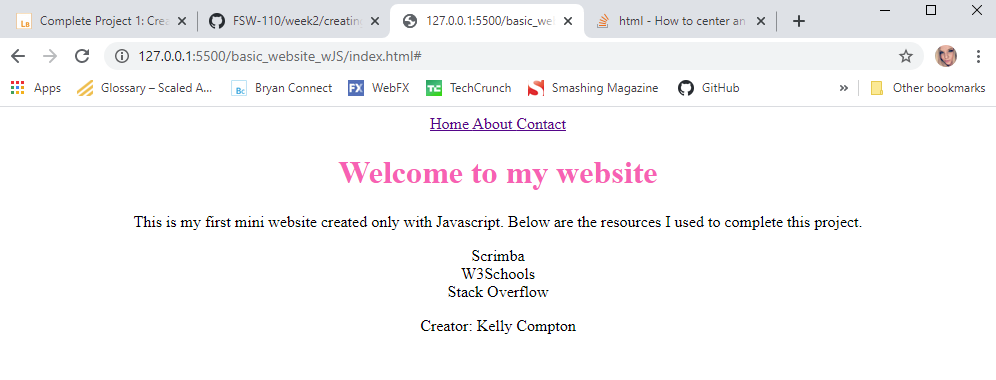 Complete Project 1: Crea
FSW-110/week2/creatin
127.0.0.1:5500/basic_we
html - How to center an
127.0.0.1:5500/basic_website_wJS/index.html#
Apps
Glossary – Scaled A...
Bc
Bryan Connect
FX
WebFX
TC
TechCrunch
Smashing Magazine
GitHub
»
Other bookmarks
Home About Contact
Welcome to my website
This is my first mini website created only with Javascript. Below are the resources I used to complete this project.
Scrimba
W3Schools
Stack Overflow
Creator: Kelly Compton